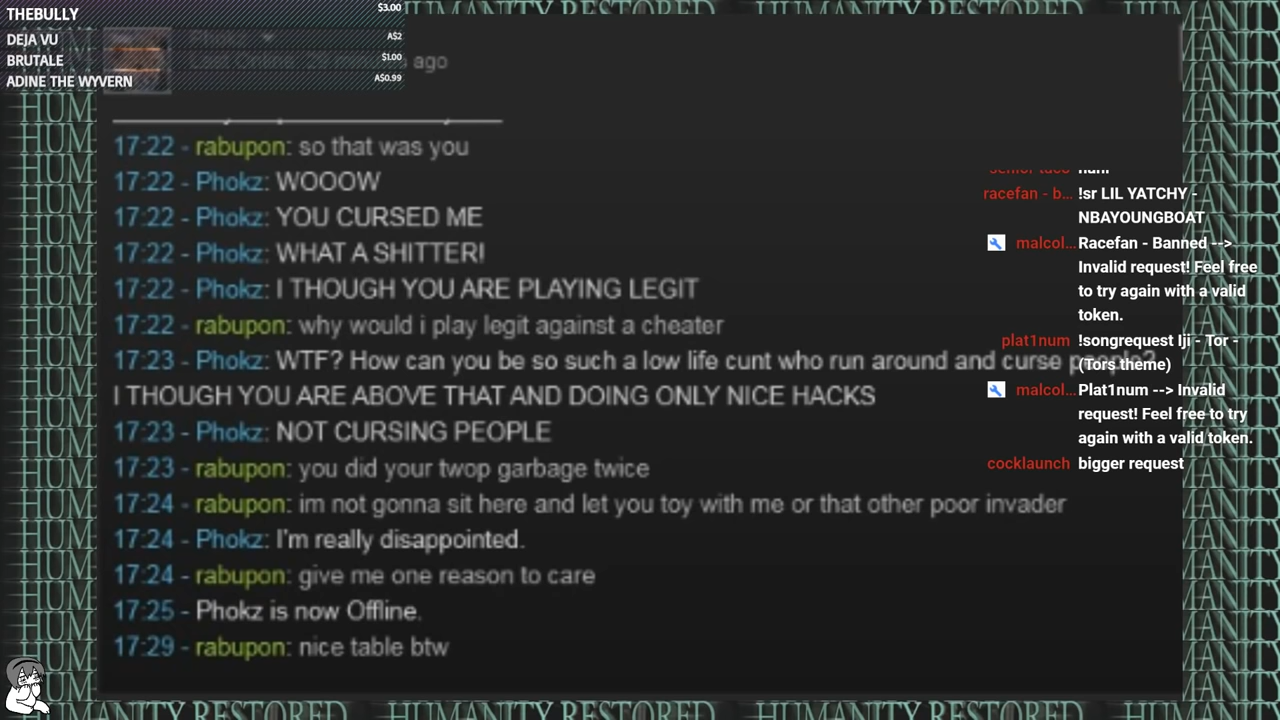 HUMANITY RESTORED
THEBULLY $3.00
DEJA VU A$2
BRUTALE $1.00
ADINE THE WYVERN A$0.99
Phokz
Last Online ago
17:22 - rabupon: so that was you
17:22 - Phokz: WOOOW
17:22 - Phokz: YOU CURSED ME
17:22 - Phokz: WHAT A SHITTER!
17:22 - Phokz: I THOUGH YOU ARE PLAYING LEGIT
17:22 - rabupon: why would i play legit against a cheater
17:23 - Phokz: WTF? How can you be so such a low life cunt who run around and curse people?
I THOUGH YOU ARE ABOVE THAT AND DOING ONLY NICE HACKS
17:23 - Phokz: NOT CURSING PEOPLE
17:23 - rabupon: you did your twop garbage twice
17:24 - rabupon: im not gonna sit here and let you toy with me or that other poor invader
17:24 - Phokz: I'm really disappointed.
17:24 - rabupon: give me one reason to care
17:25 - Phokz is now Offline.
17:29 - rabupon: nice table btw
racefan - b... !sr LIL YATCHY -
NBAYOUNGBOAT
malcol... Racefan - Banned -->
Invalid request! Feel free
to try again with a valid
token.
plat1num !songrequest Iji - Tor -
(Tors theme)
malcol... Plat1num --> Invalid
request! Feel free to try
again with a valid token.
cocklaunch bigger request
HUMANITY RESTORED